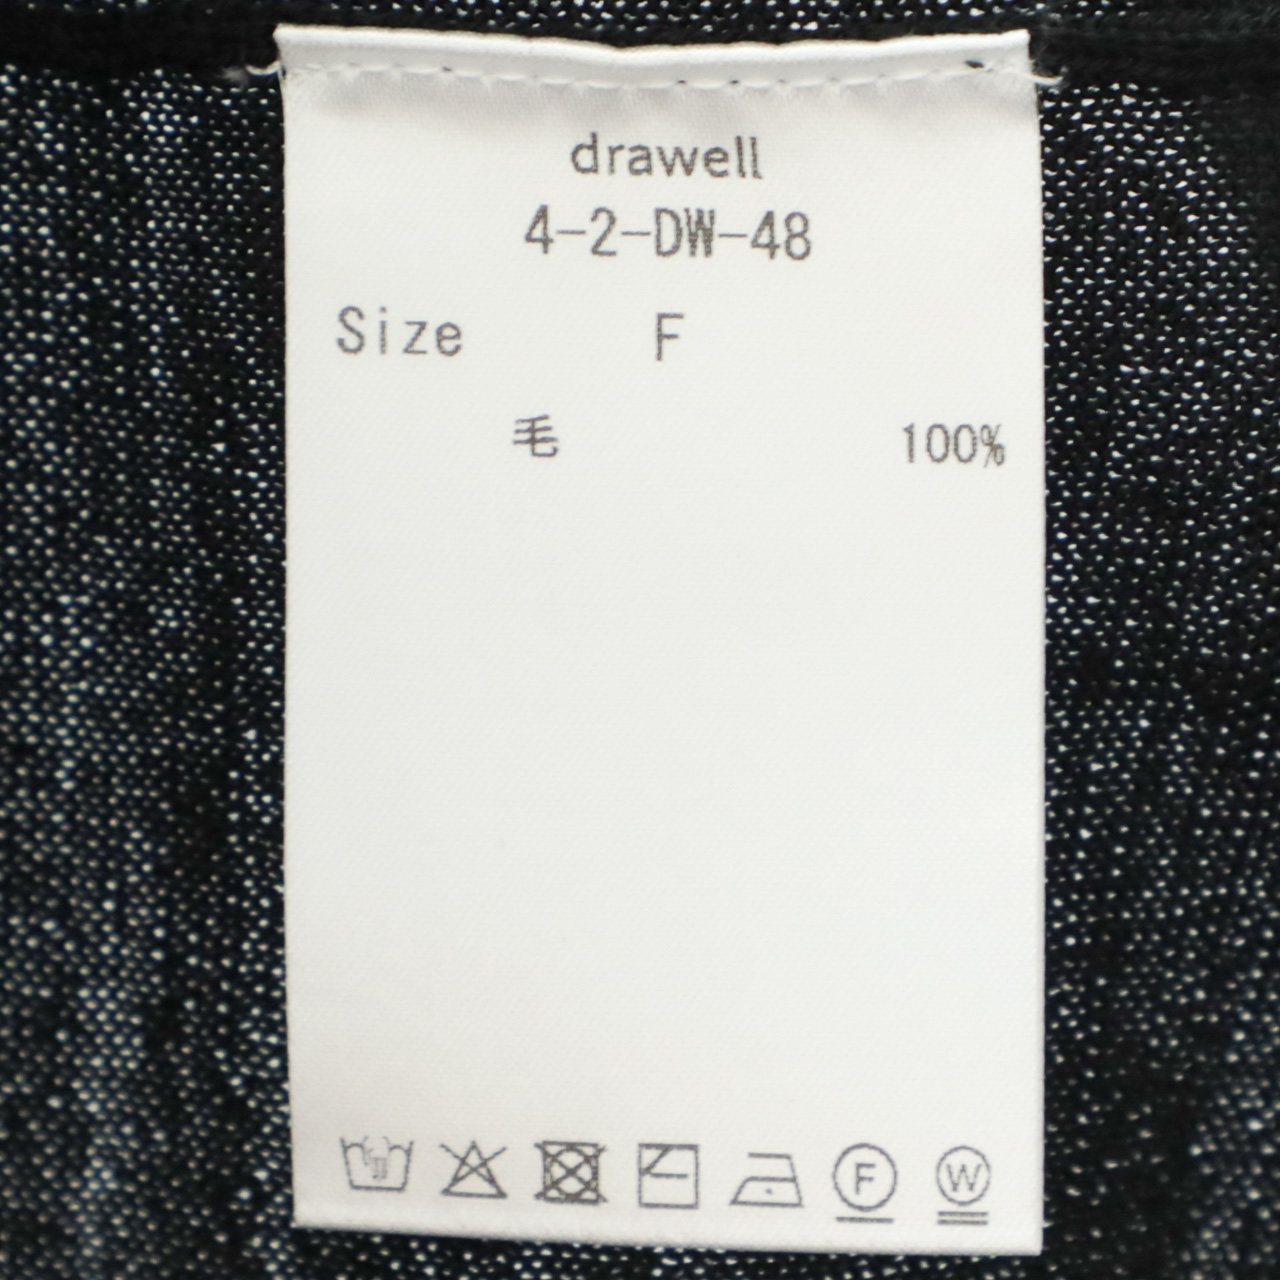 drawell
4-2-DW-48
Size F
毛 100%
F W